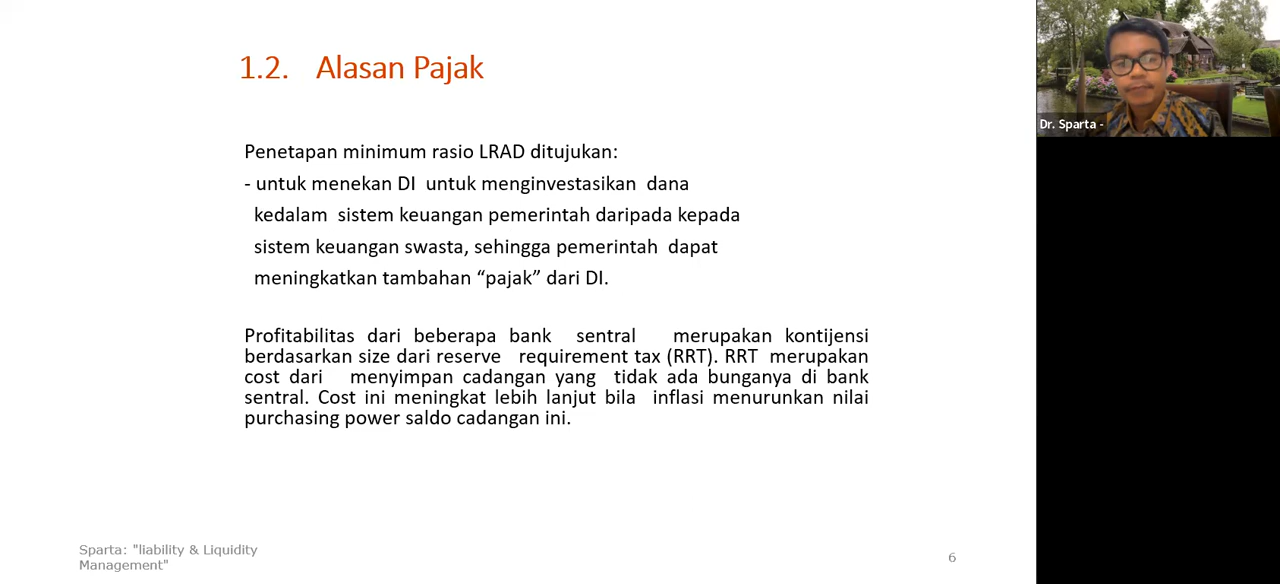 1.2. Alasan Pajak
Penetapan minimum rasio LRAD ditujukan:
- untuk menekan DI untuk menginvestasikan dana
kedalam sistem keuangan pemerintah daripada kepada
sistem keuangan swasta, sehingga pemerintah dapat
meningkatkan tambahan “pajak” dari DI.
Profitabilitas dari beberapa bank sentral merupakan kontijensi
berdasarkan size dari reserve requirement tax (RRT). RRT merupakan
cost dari menyimpan cadangan yang tidak ada bunganya di bank
sentral. Cost ini meningkat lebih lanjut bila inflasi menurunkan nilai
purchasing power saldo cadangan ini.
Sparta: "liability & Liquidity
Management"
6
Dr. Sparta -